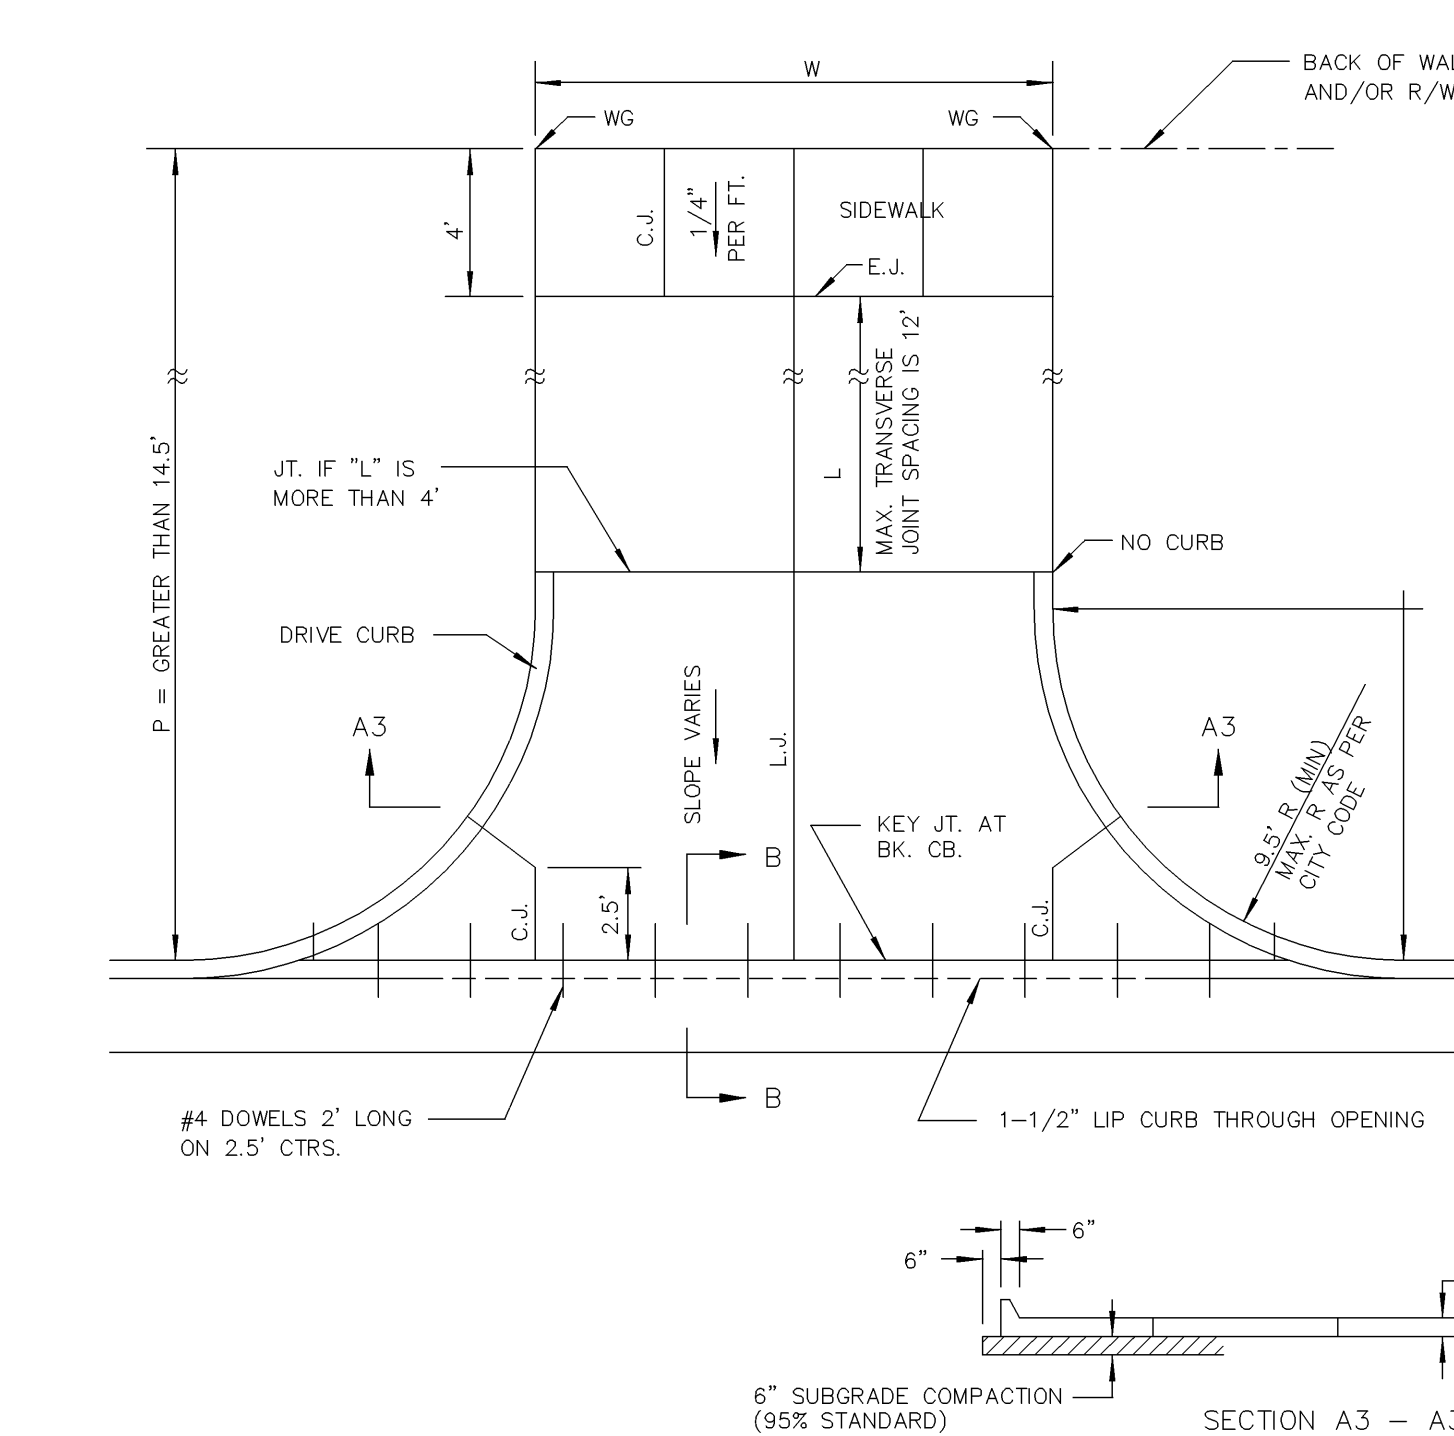 W
BACK OF WAL
AND/OR R/W
WG
WG
4'
C.J.
1/4"
PER FT.
SIDEWALK
E.J.
L
MAX. TRANSVERSE
JOINT SPACING IS 12'
P = GREATER THAN 14.5'
JT. IF "L" IS
MORE THAN 4'
NO CURB
DRIVE CURB
SLOPE VARIES
L.J.
A3
A3
9.5' R (MIN)
MAX. R AS PER
CITY CODE
KEY JT. AT
BK. CB.
B
C.J.
2.5'
C.J.
B
#4 DOWELS 2' LONG
ON 2.5' CTRS.
1-1/2" LIP CURB THROUGH OPENING
6"
6"
6" SUBGRADE COMPACTION
(95% STANDARD)
SECTION A3 - A3